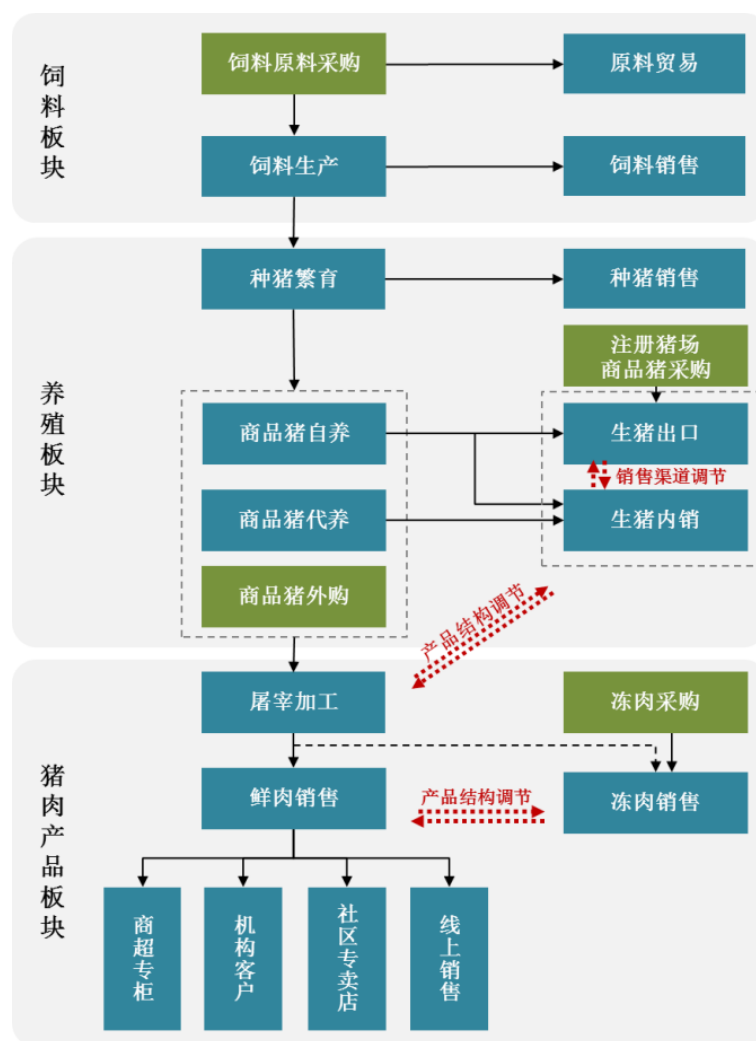 饲料板块
饲料原料采购
原料贸易
饲料生产
饲料销售
养殖板块
种猪繁育
种猪销售
注册猪场
商品猪采购
商品猪自养
生猪出口
销售渠道调节
商品猪代养
生猪内销
商品猪外购
产品结构调节
猪肉产品板块
屠宰加工
冻肉采购
鲜肉销售
产品结构调节
冻肉销售
商超专柜
机构客户
社区专卖店
线上销售